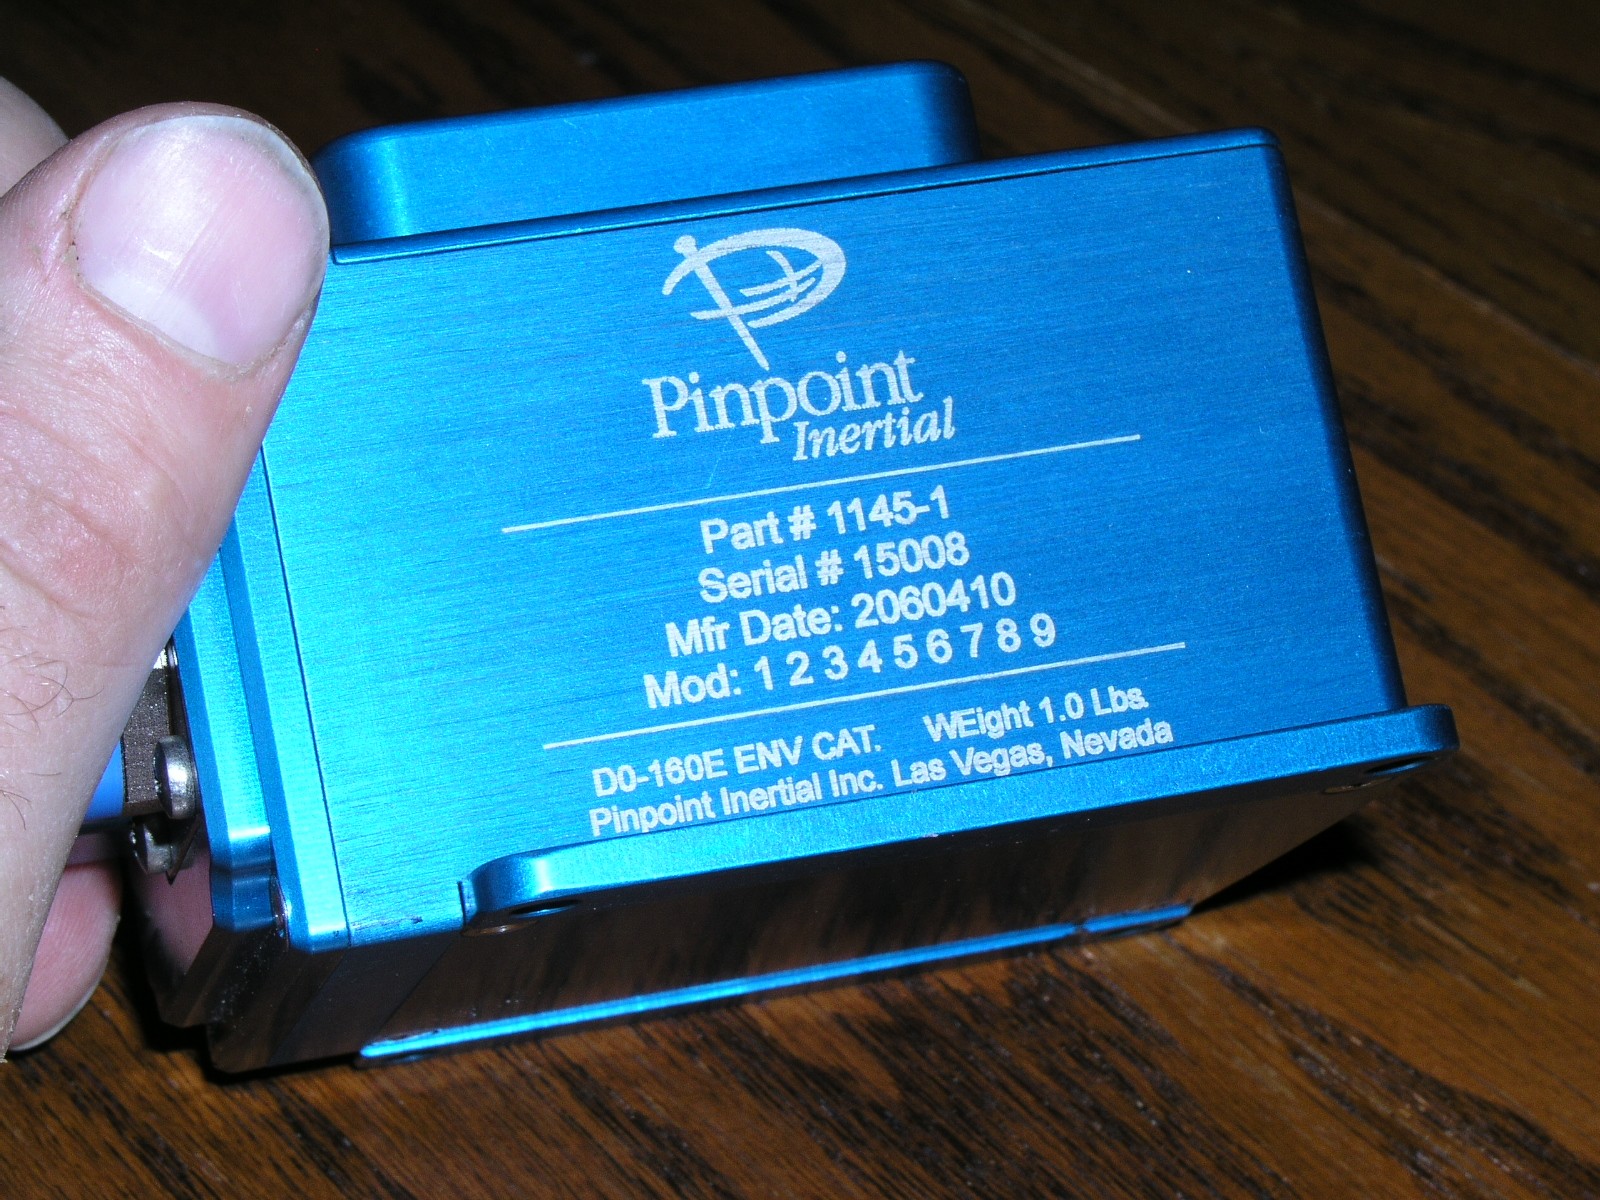 Pinpoint
Inertial
Part # 1145-1
Serial # 15008
Mfr Date: 2060410
Mod: 1 2 3 4 5 6 7 8 9
D0-160E ENV CAT. WEight 1.0 Lbs.
Pinpoint Inertial Inc. Las Vegas, Nevada